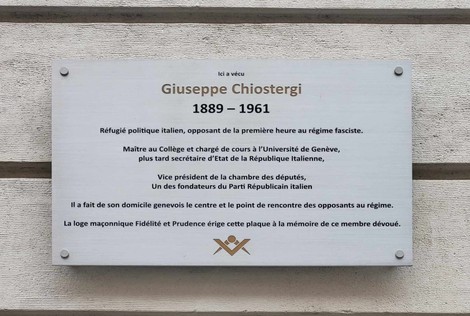 Ici a vécu
Giuseppe Chiostergi
1889 – 1961
Réfugié politique italien, opposant de la première heure au régime fasciste.
Maître au Collège et chargé de cours à l'Université de Genève,
plus tard secrétaire d'Etat de la République Italienne,
Vice président de la chambre des députés,
Un des fondateurs du Parti Républicain italien
Il a fait de son domicile genevois le centre et le point de rencontre des opposants au régime.
La loge maçonnique Fidélité et Prudence érige cette plaque à la mémoire de ce membre dévoué.